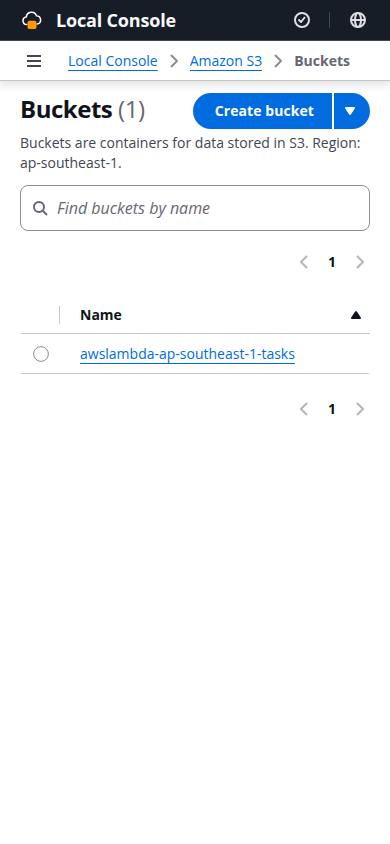 Local Console
Local Console Amazon S3 Buckets
Buckets (1)
Create bucket
Buckets are containers for data stored in S3. Region:
ap-southeast-1.
Find buckets by name
1
Name
awslambda-ap-southeast-1-tasks
1